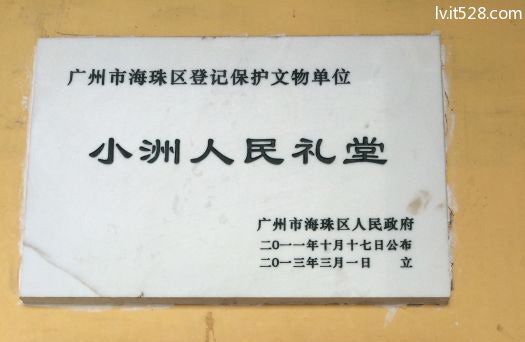 lv.it528.com
广州市海珠区登记保护文物单位
小洲人民礼堂
广州市海珠区人民政府
二〇一一年十月十七日公布
二〇一三年三月一日 立